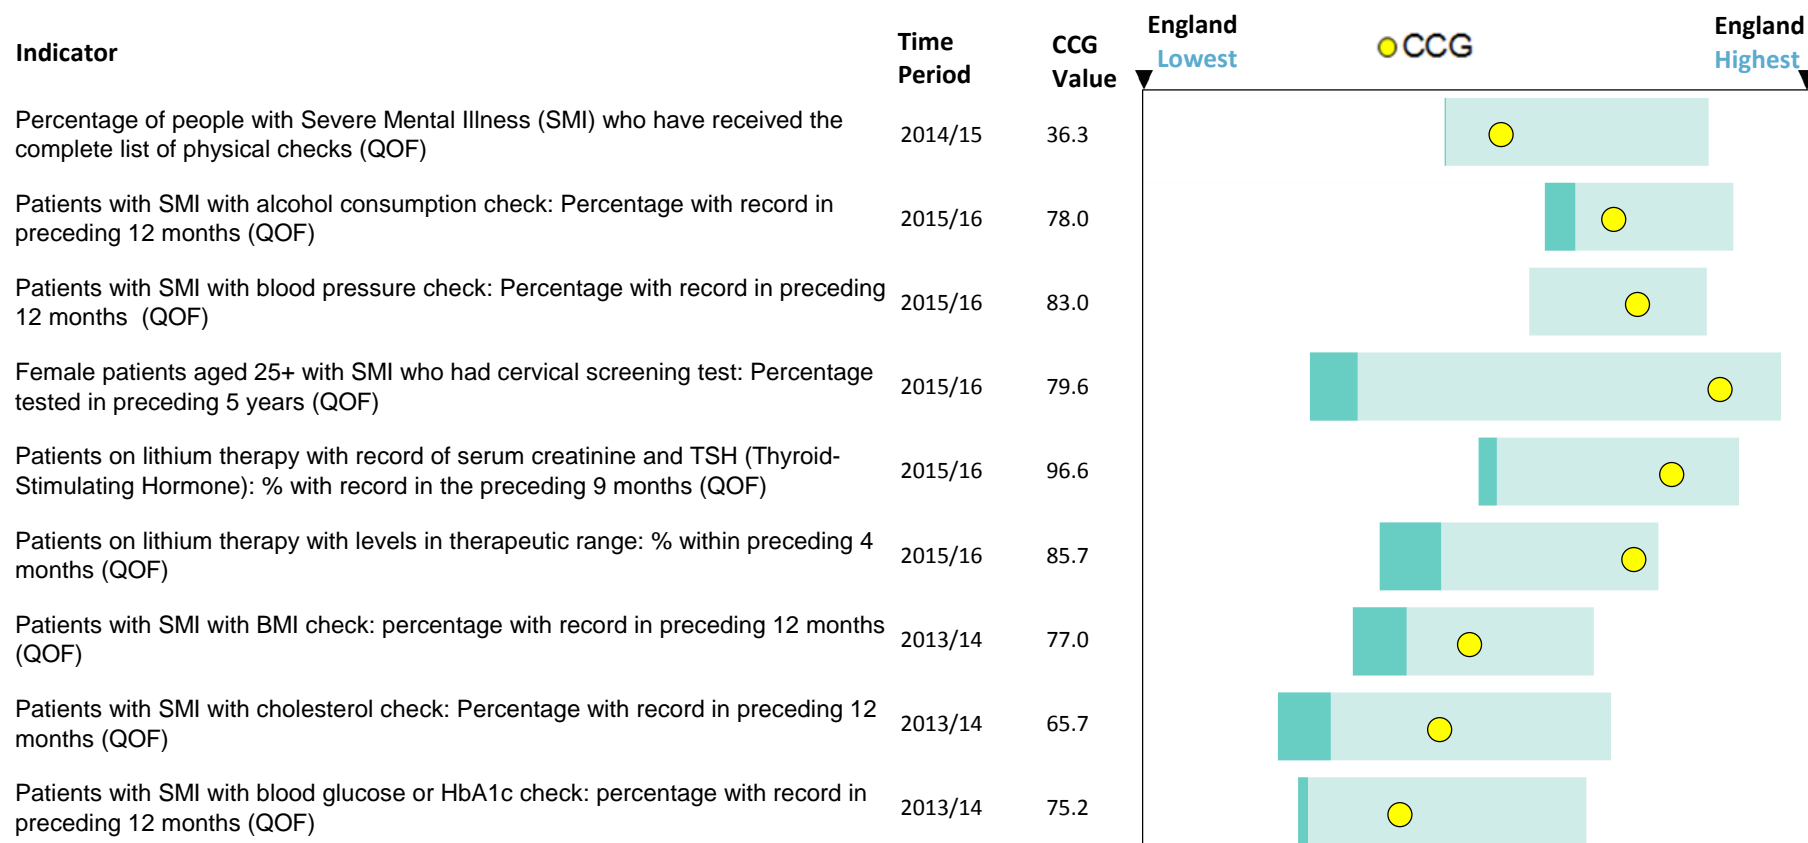 Indicator
Time
Period
CCG
Value
England
Lowest
CCG
England
Highest
Percentage of people with Severe Mental Illness (SMI) who have received the
complete list of physical checks (QOF)
2014/15
36.3
Patients with SMI with alcohol consumption check: Percentage with record in
preceding 12 months (QOF)
2015/16
78.0
Patients with SMI with blood pressure check: Percentage with record in preceding
12 months  (QOF)
2015/16
83.0
Female patients aged 25+ with SMI who had cervical screening test: Percentage
tested in preceding 5 years (QOF)
2015/16
79.6
Patients on lithium therapy with record of serum creatinine and TSH (Thyroid-
Stimulating Hormone): % with record in the preceding 9 months (QOF)
2015/16
96.6
Patients on lithium therapy with levels in therapeutic range: % within preceding 4
months (QOF)
2015/16
85.7
Patients with SMI with BMI check: percentage with record in preceding 12 months
(QOF)
2013/14
77.0
Patients with SMI with cholesterol check: Percentage with record in preceding 12
months (QOF)
2013/14
65.7
Patients with SMI with blood glucose or HbA1c check: percentage with record in
preceding 12 months (QOF)
2013/14
75.2